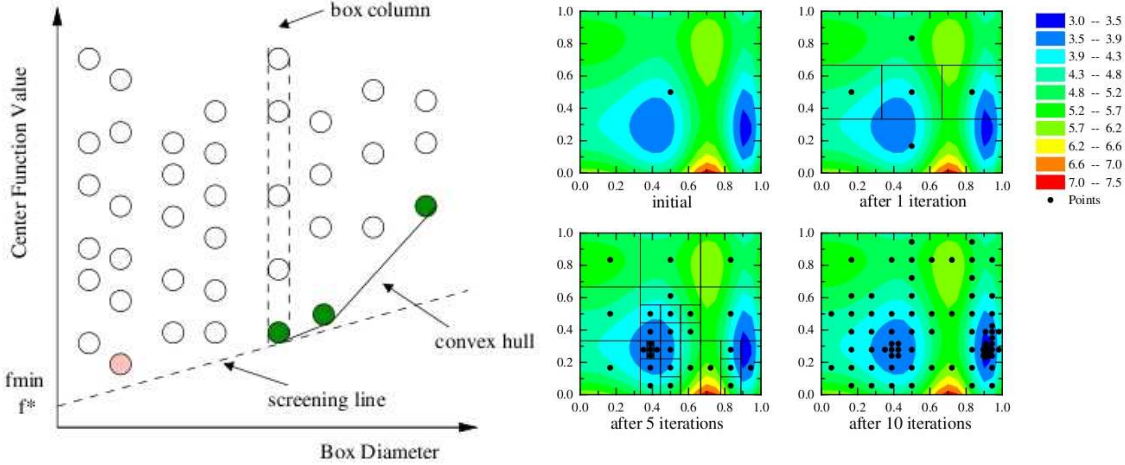 box column
Center Function Value
fmin
f*
screening line
convex hull
Box Diameter
1.0
0.8
0.6
0.4
0.2
0.0
0.0 0.2 0.4 0.6 0.8 1.0
initial
1.0
0.8
0.6
0.4
0.2
0.0
0.0 0.2 0.4 0.6 0.8 1.0
after 1 iteration
3.0 -- 3.5
3.5 -- 3.9
3.9 -- 4.3
4.3 -- 4.8
4.8 -- 5.2
5.2 -- 5.7
5.7 -- 6.2
6.2 -- 6.6
6.6 -- 7.0
7.0 -- 7.5
Points
1.0
0.8
0.6
0.4
0.2
0.0
0.0 0.2 0.4 0.6 0.8 1.0
after 5 iterations
1.0
0.8
0.6
0.4
0.2
0.0
0.0 0.2 0.4 0.6 0.8 1.0
after 10 iterations